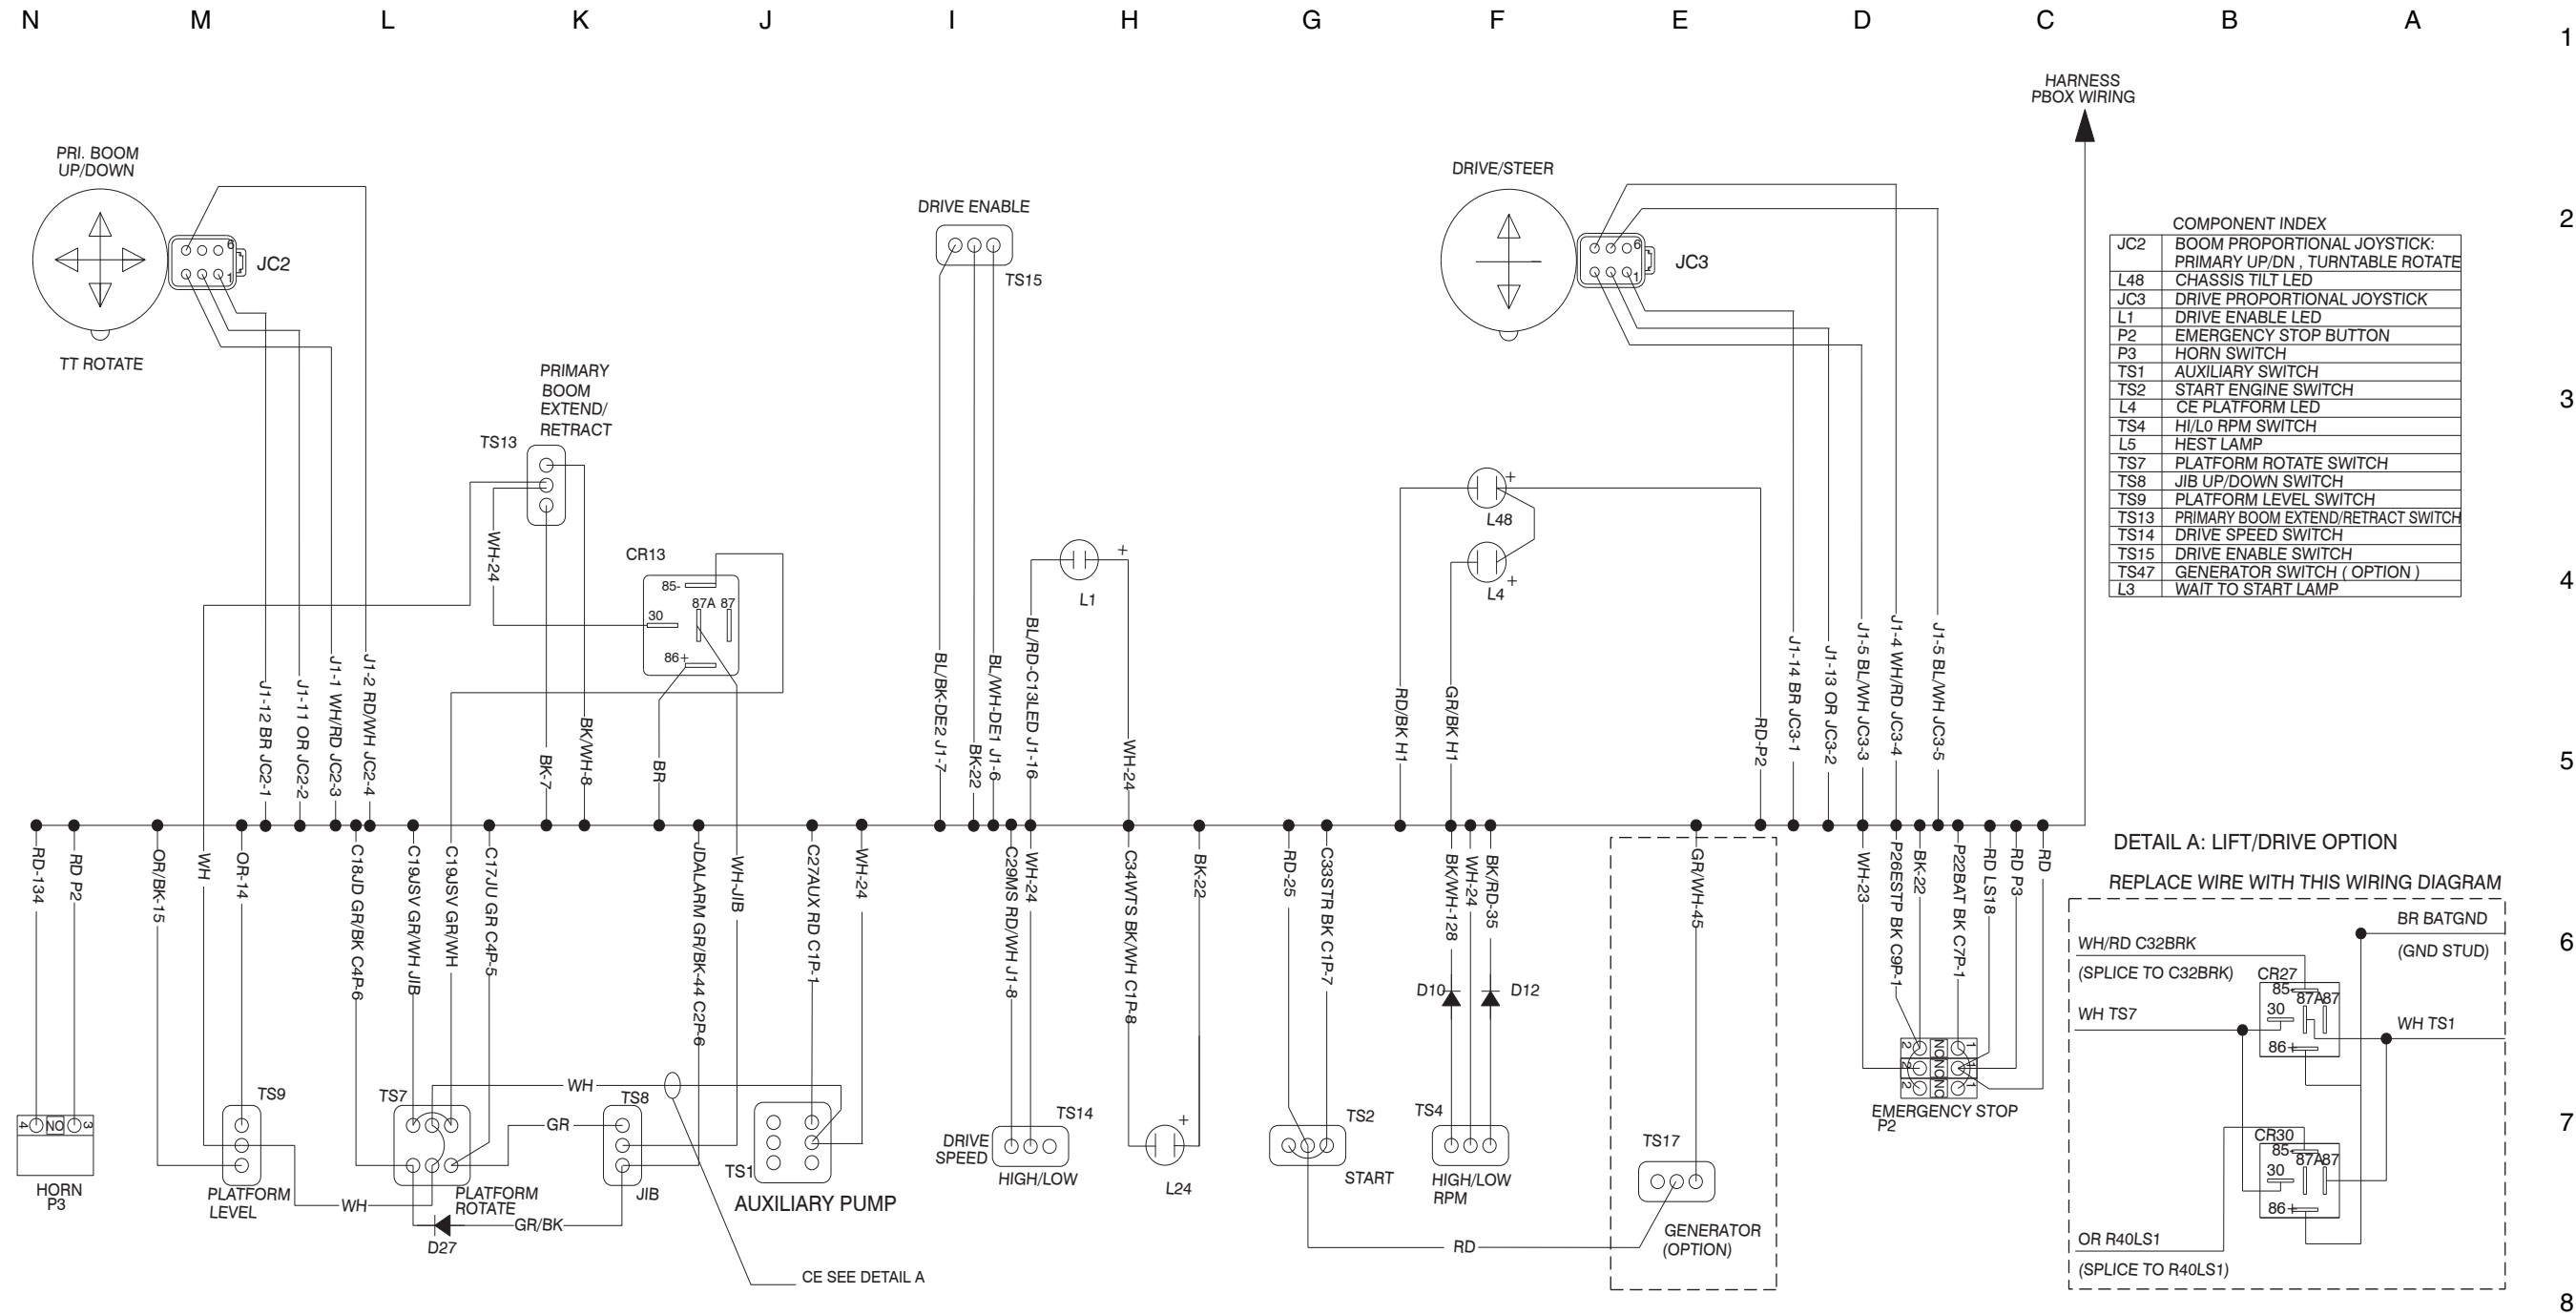 N M L K J I H G F E D C B A
1
2
3
4
5
6
7
8
HARNESS
PBOX WIRING
PRI. BOOM
UP/DOWN
6
1
JC2
TT ROTATE
DRIVE ENABLE
TS15
DRIVE/STEER
6
1
JC3
PRIMARY
BOOM
EXTEND/
RETRACT
TS13
WH-24
CR13
85-
87A 87
30
86+
L1
+
L48
+
L4
+
COMPONENT INDEX
JC2 BOOM PROPORTIONAL JOYSTICK:
PRIMARY UP/DN , TURNTABLE ROTATE
L48 CHASSIS TILT LED
JC3 DRIVE PROPORTIONAL JOYSTICK
L1 DRIVE ENABLE LED
P2 EMERGENCY STOP BUTTON
P3 HORN SWITCH
TS1 AUXILIARY SWITCH
TS2 START ENGINE SWITCH
L4 CE PLATFORM LED
TS4 HI/L0 RPM SWITCH
L5 HEST LAMP
TS7 PLATFORM ROTATE SWITCH
TS8 JIB UP/DOWN SWITCH
TS9 PLATFORM LEVEL SWITCH
TS13 PRIMARY BOOM EXTEND/RETRACT SWITCH
TS14 DRIVE SPEED SWITCH
TS15 DRIVE ENABLE SWITCH
TS47 GENERATOR SWITCH ( OPTION )
L3 WAIT TO START LAMP
J1-12 BR JC2-1
J1-11 OR JC2-2
J1-1 WH/RD JC2-3
J1-2 RD/WH JC2-4
BK-7
BK/WH-8
BR
BL/BK-DE2 J1-7
BK-22
BL/WH-DE1 J1-6
BL/RD-C13LED J1-16
WH-24
RD/BK H1
GR/BK H1
RD-P2
J1-14 BR JC3-1
J1-13 OR JC3-2
J1-5 BL/WH JC3-3
J1-4 WH/RD JC3-4
J1-5 BL/WH JC3-5
RD-134
RD P2
OR/BK-15
WH
OR-14
C18JD GR/BK C4P-6
C19JSV GR/WH JIB
C19JSV GR/WH
C17JU GR C4P-5
JDALARM GR/BK-44 C2P-6
WH-JIB
C27AUX RD C1P-1
WH-24
C29MS RD/WH J1-8
WH-24
C34WTS BK/WH C1P-8
BK-22
RD-25
C33STR BK C1P-7
BK/WH-128
WH-24
BK/RD-35
GR/WH-45
WH-23
P26ESTP BK C9P-1
BK-22
P22BAT BK C7P-1
RD LS18
RD P3
RD
D10
D12
4 NO 3
HORN
P3
TS9
PLATFORM
LEVEL
WH
TS7
PLATFORM
ROTATE
D27
GR/BK
WH
GR
TS8
JIB
TS1
AUXILIARY PUMP
CE SEE DETAIL A
TS14
DRIVE
SPEED
HIGH/LOW
+
L24
TS2
START
RD
TS4
HIGH/LOW
RPM
TS17
GENERATOR
(OPTION)
2 NO 1
2 NC 1
2 NC 1
EMERGENCY STOP
P2
DETAIL A: LIFT/DRIVE OPTION
REPLACE WIRE WITH THIS WIRING DIAGRAM
BR BATGND
(GND STUD)
WH/RD C32BRK
(SPLICE TO C32BRK)
CR27
85-
87A87
30
86+
WH TS7
WH TS1
CR30
85-
87A87
30
86+
OR R40LS1
(SPLICE TO R40LS1)